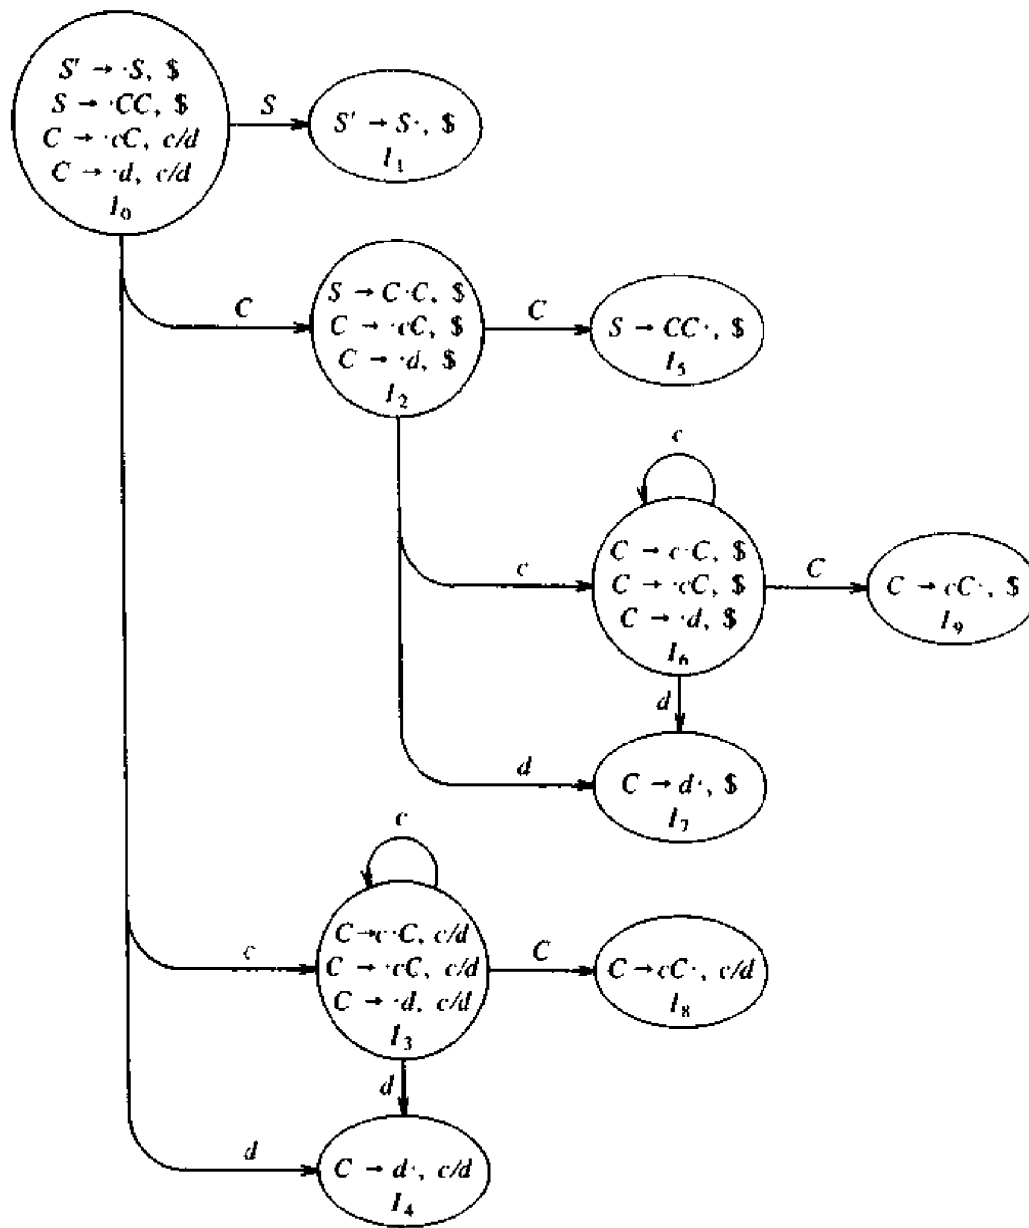 S' → ·S, $
S → ·CC, $
C → ·cC, c/d
C → ·d, c/d
I₀
S
S' → S·, $
I₁
C
S → C·C, $
C → ·cC, $
C → ·d, $
I₂
C
S → CC·, $
I₅
c
c
C → c·C, $
C → ·cC, $
C → ·d, $
I₆
C
C → cC·, $
I₉
d
d
C → d·, $
I₇
c
c
C → c·C, c/d
C → ·cC, c/d
C → ·d, c/d
I₃
C
C → cC·, c/d
I₈
d
d
C → d·, c/d
I₄